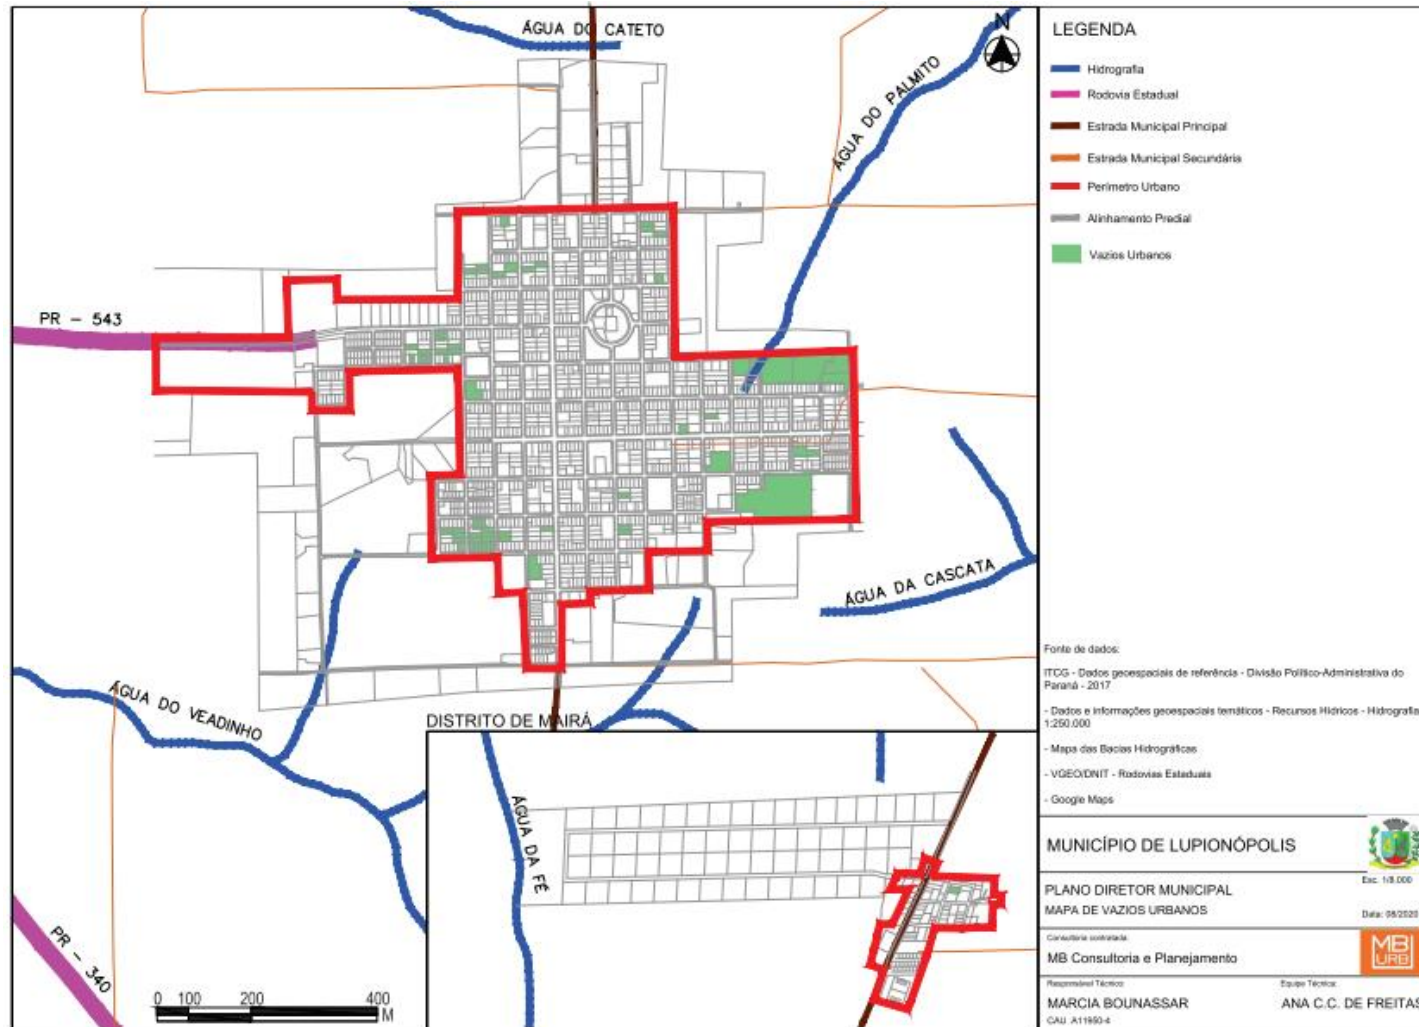 ÁGUA DO CATETO
N
ÁGUA DO PALMITO
PR - 543
ÁGUA DA CASCATA
ÁGUA DO VEADINHO
DISTRITO DE MAIRÁ
ÁGUA DA FÉ
PR - 340
0 100 200 400
M
LEGENDA
Hidrografia
Rodovia Estadual
Estrada Municipal Principal
Estrada Municipal Secundária
Perímetro Urbano
Alinhamento Predial
Vazios Urbanos
Fonte de dados:
ITCG - Dados geoespaciais de referência - Divisão Político-Administrativa do
Paraná - 2017
- Dados e informações geoespaciais temáticos - Recursos Hídricos - Hidrografia
1:250.000
- Mapa das Bacias Hidrográficas
- VGEO/DNIT - Rodovias Estaduais
- Google Maps
MUNICÍPIO DE LUPIONÓPOLIS
Esc. 1/8.000
PLANO DIRETOR MUNICIPAL
MAPA DE VAZIOS URBANOS
Data: 08/2020
Consultoria contratada:
MB Consultoria e Planejamento
MB
URB
Responsável Técnico
Equipe Técnica:
MARCIA BOUNASSAR
ANA C.C. DE FREITAS
CAU A11950-4